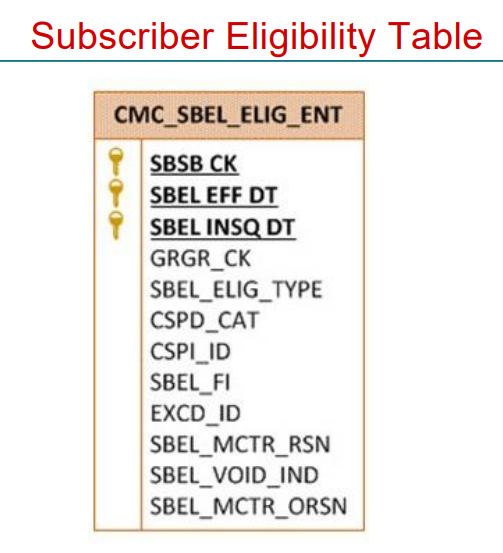 Subscriber Eligibility Table
CMC_SBEL_ELIG_ENT
SBSB CK
SBEL EFF DT
SBEL INSQ DT
GRGR_CK
SBEL_ELIG_TYPE
CSPD_CAT
CSPI_ID
SBEL_FI
EXCD_ID
SBEL_MCTR_RSN
SBEL_VOID_IND
SBEL_MCTR_ORSN